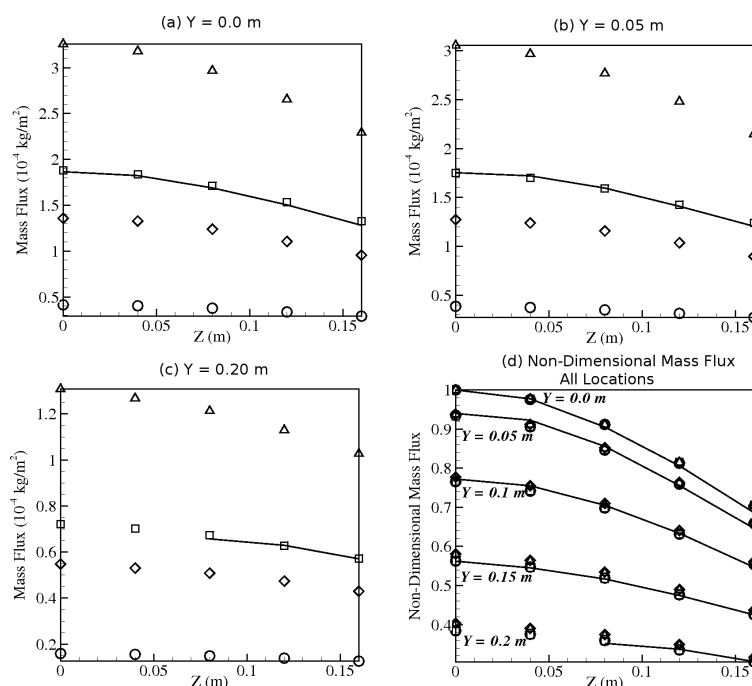 (a) Y = 0.0 m
3
2.5
2
1.5
1
0.5
Mass Flux (10⁻⁴ kg/m²)
0 0.05 0.1 0.15
Z (m)
(b) Y = 0.05 m
3
2.5
2
1.5
1
0.5
Mass Flux (10⁻⁴ kg/m²)
0 0.05 0.1 0.15
Z (m)
(c) Y = 0.20 m
1.2
1
0.8
0.6
0.4
0.2
Mass Flux (10⁻⁴ kg/m²)
0 0.05 0.1 0.15
Z (m)
(d) Non-Dimensional Mass Flux
All Locations
1
0.9
0.8
0.7
0.6
0.5
0.4
Non-Dimensional Mass Flux
Y = 0.0 m
Y = 0.05 m
Y = 0.1 m
Y = 0.15 m
Y = 0.2 m
0 0.05 0.1 0.15
Z (m)